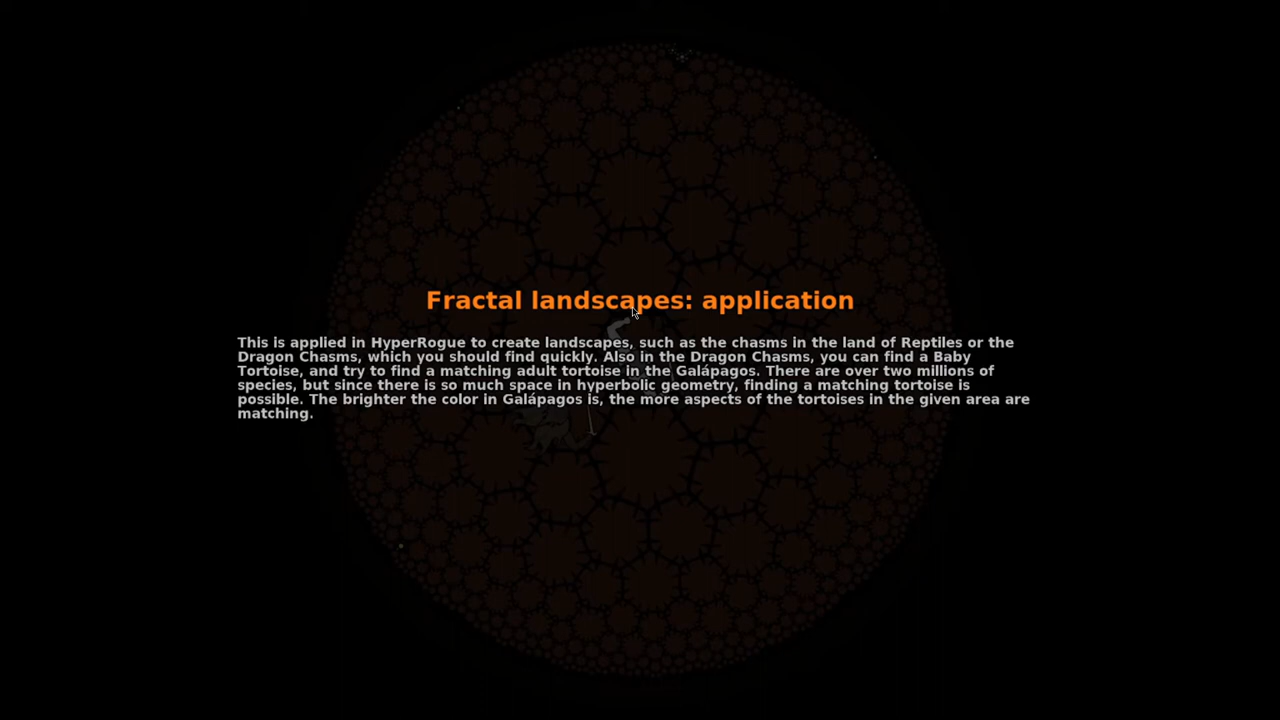 Fractal landscapes: application
This is applied in HyperRogue to create landscapes, such as the chasms in the land of Reptiles or the
Dragon Chasms, which you should find quickly. Also in the Dragon Chasms, you can find a Baby
Tortoise, and try to find a matching adult tortoise in the Galápagos. There are over two millions of
species, but since there is so much space in hyperbolic geometry, finding a matching tortoise is
possible. The brighter the color in Galápagos is, the more aspects of the tortoises in the given area are
matching.